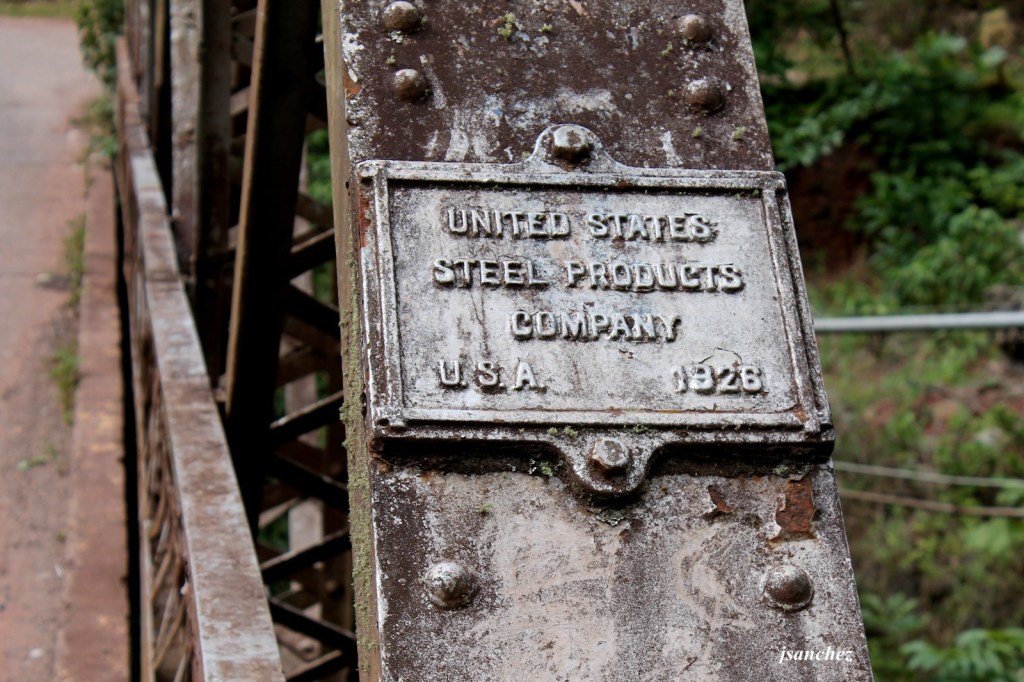 UNITED STATES
STEEL PRODUCTS
COMPANY
U.S.A. 1926
jsanchez